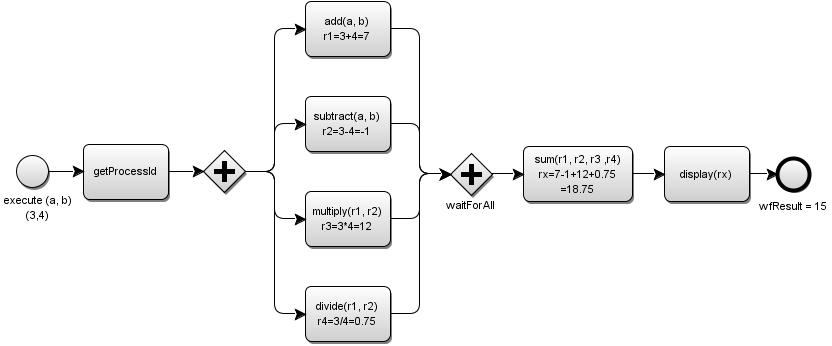 execute (a, b)
(3,4)
getProcessId
add(a, b)
r1=3+4=7
subtract(a, b)
r2=3-4=-1
multiply(r1, r2)
r3=3*4=12
divide(r1, r2)
r4=3/4=0.75
waitForAll
sum(r1, r2, r3 ,r4)
rx=7-1+12+0.75
=18.75
display(rx)
wfResult = 15